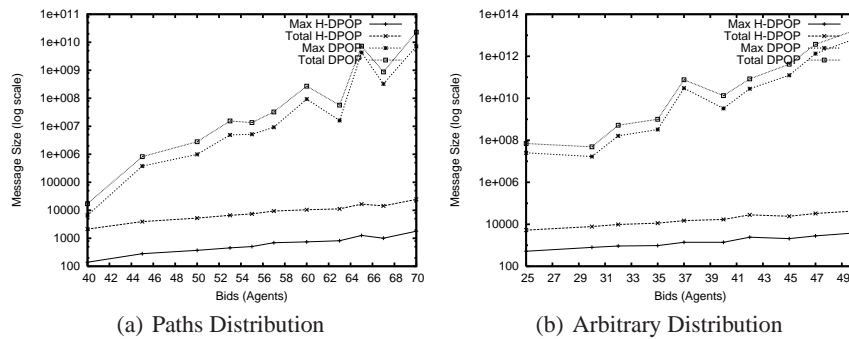 Message Size (log scale)
1e+010
1e+009
1e+008
1e+007
1e+006
100000
10000
1000
100
Max H-DPOP
Total H-DPOP
Max DPOP
Total DPOP
40 42 44 46 48 50 52 54 56 58 60 62 64 66 68 70
Bids (Agents)
(a) Paths Distribution
Message Size (log scale)
1e+014
1e+012
1e+010
1e+008
1e+006
10000
100
Max H-DPOP
Total H-DPOP
Max DPOP
Total DPOP
25 27 30 32 35 37 40 42 45 47 49
Bids (Agents)
(b) Arbitrary Distribution